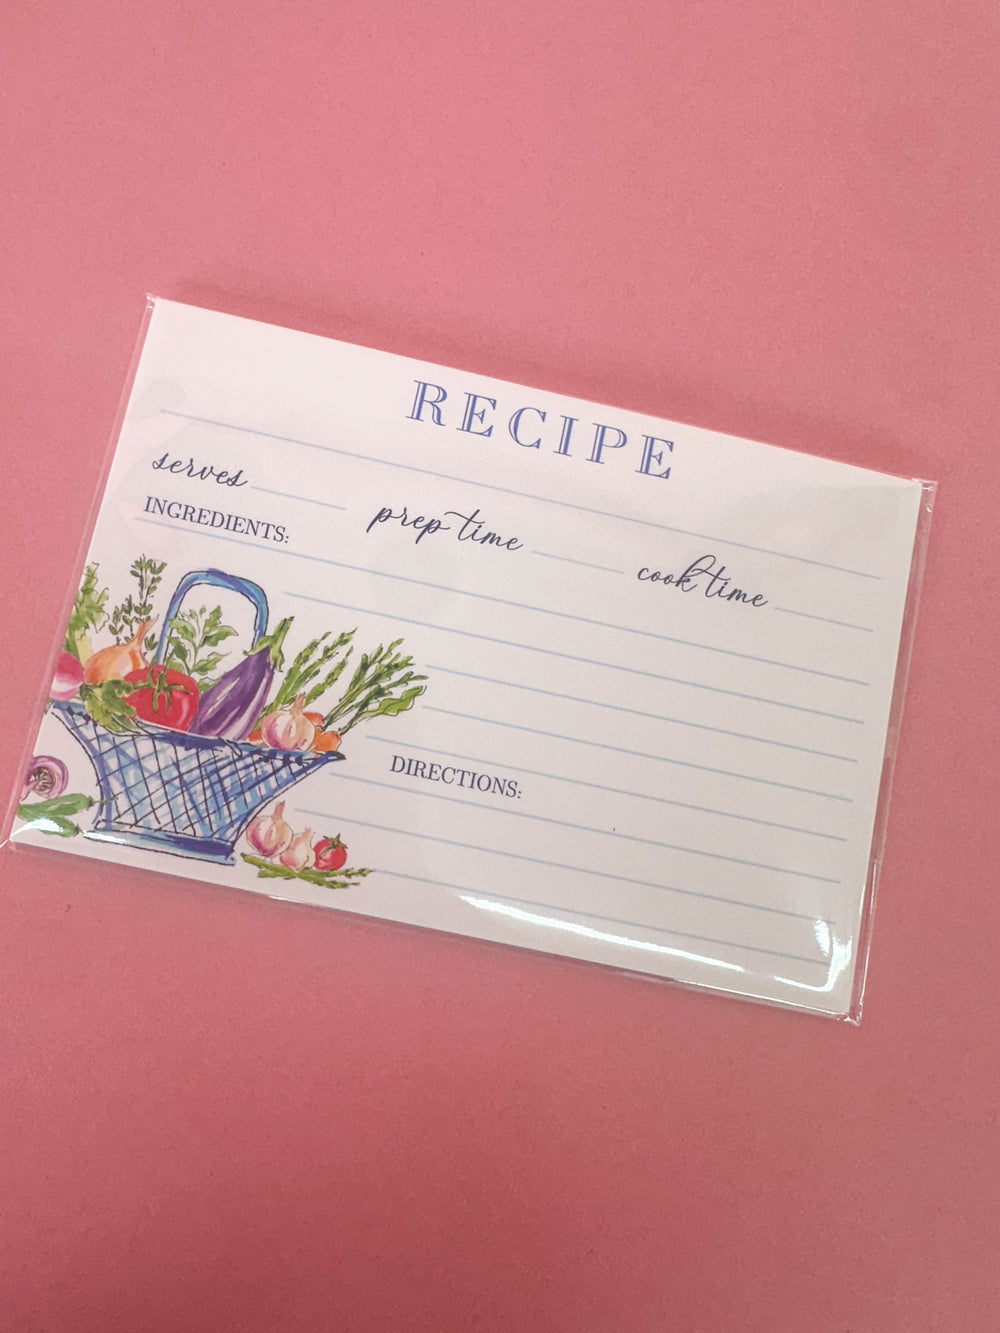 RECIPE
serves prep time cook time
INGREDIENTS:
DIRECTIONS: